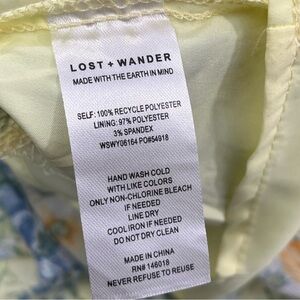 LOST + WANDER
MADE WITH THE EARTH IN MIND
SELF: 100% RECYCLE POLYESTER
LINING: 97% POLYESTER
3% SPANDEX
WSWY06164 PO#54918
HAND WASH COLD
WITH LIKE COLORS
ONLY NON-CHLORINE BLEACH
IF NEEDED
LINE DRY
COOL IRON IF NEEDED
DO NOT DRY CLEAN
MADE IN CHINA
RN# 146018
NEVER REFUSE TO REUSE